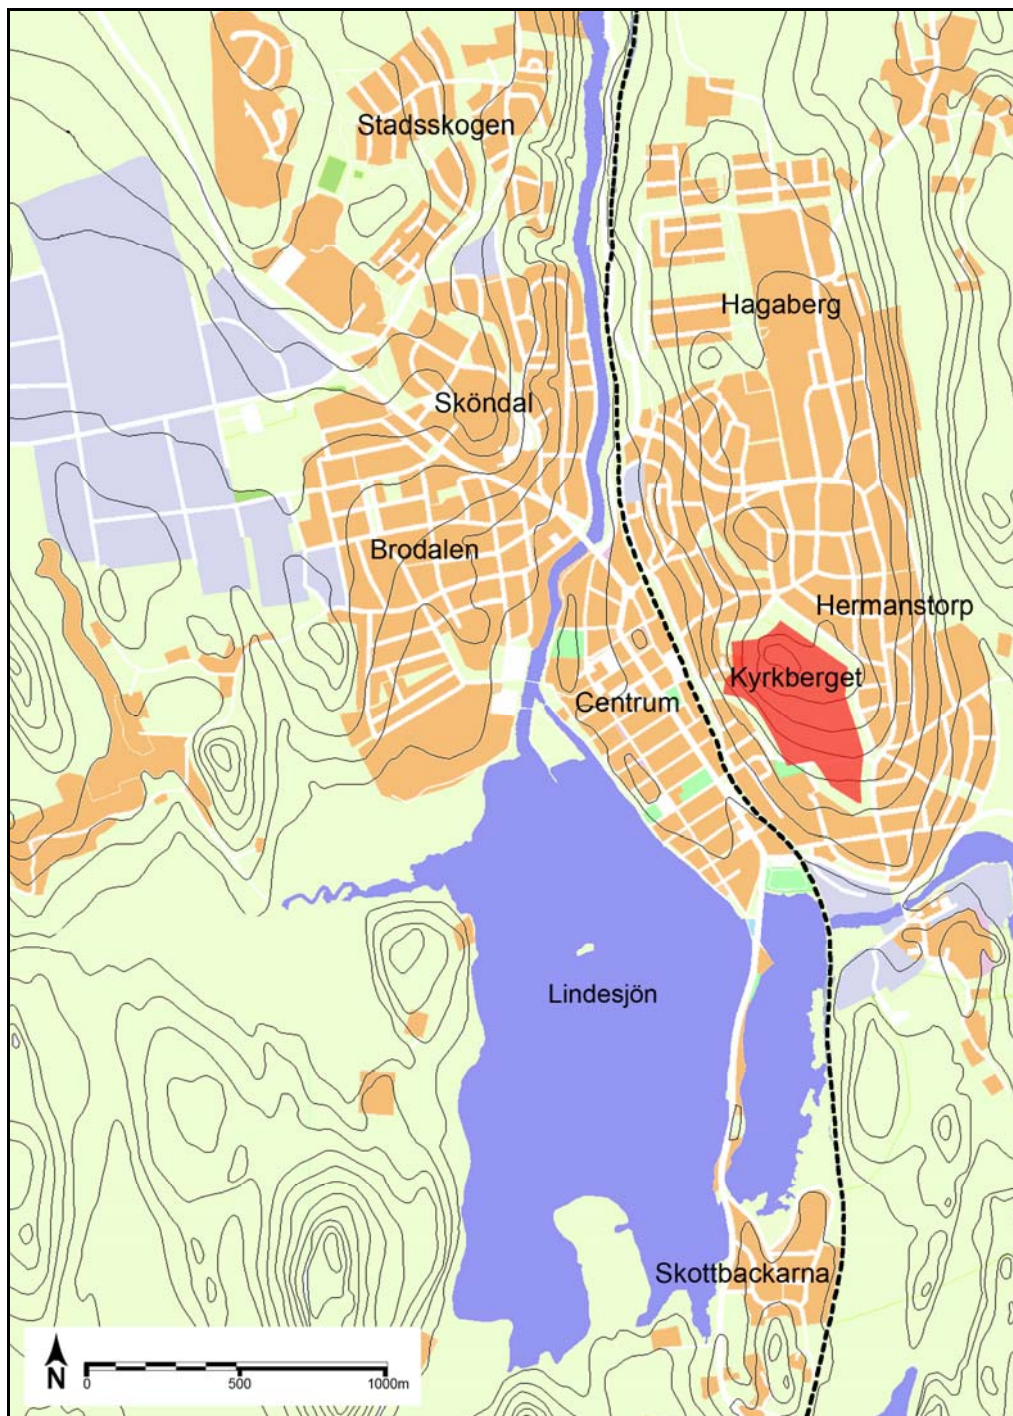 Stadsskogen
Hagaberg
Sköndal
Brodalen
Hermanstorp
Kyrkberget
Centrum
Lindesjön
Skottbackarna
N
0 500 1000m